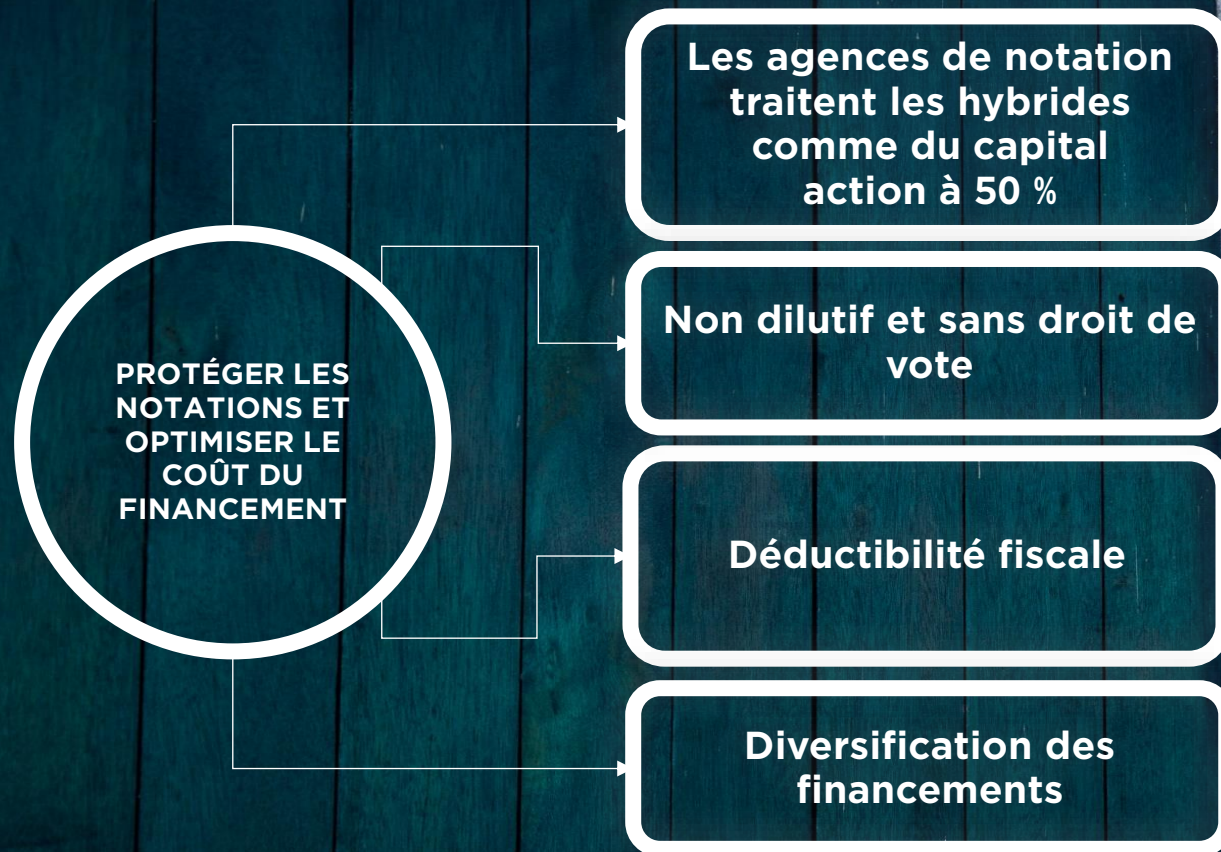 Les agences de notation
traitent les hybrides
comme du capital
action à 50 %
Non dilutif et sans droit de
vote
PROTÉGER LES
NOTATIONS ET
OPTIMISER LE
COÛT DU
FINANCEMENT
Déductibilité fiscale
Diversification des
financements